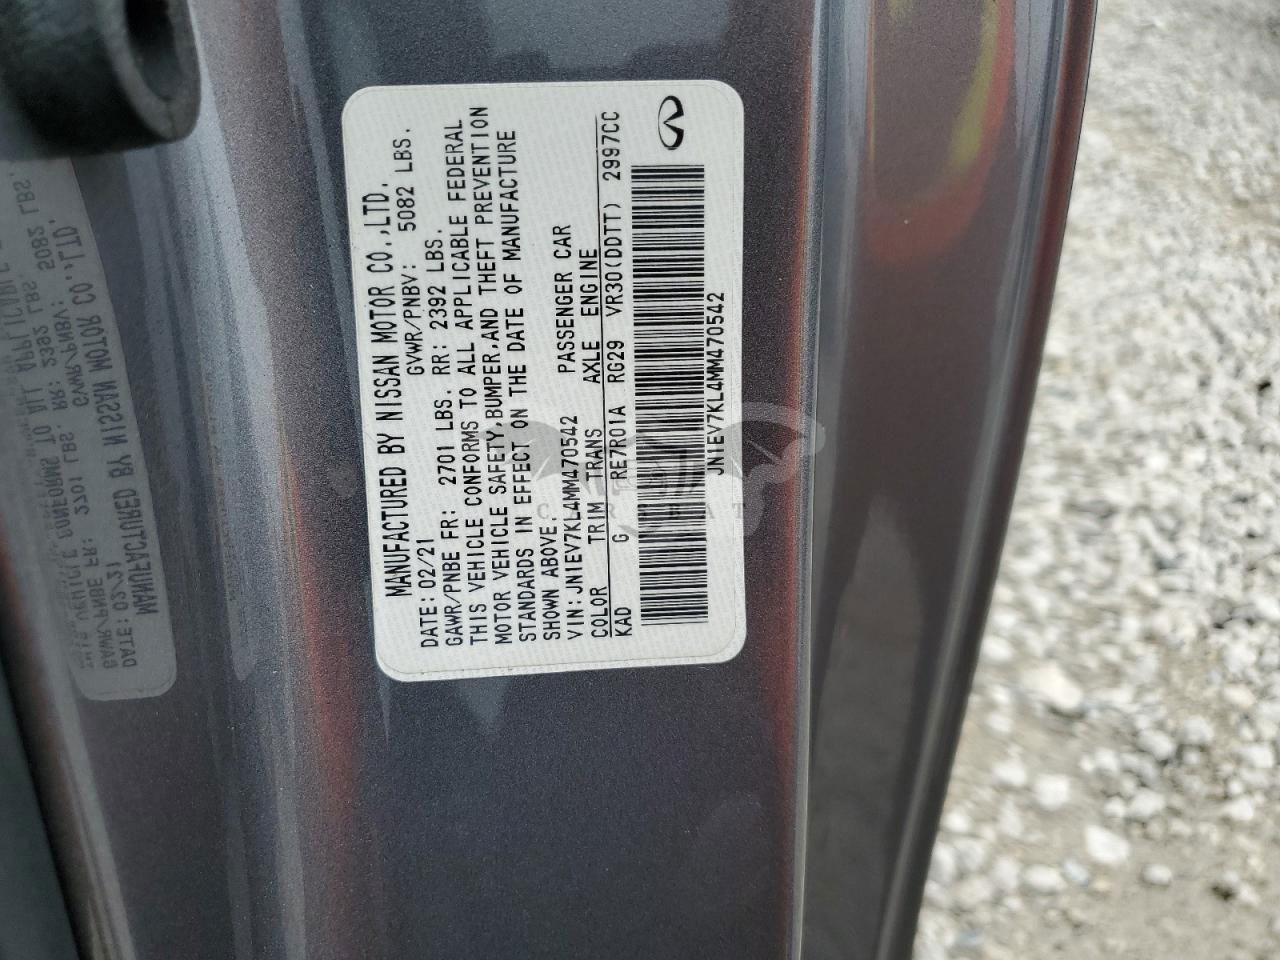 MANUFACTURED BY NISSAN MOTOR CO.,LTD.
DATE: 02/21 GVWR/PNBV: 5082 LBS.
GAWR/PNBE FR: 2701 LBS. RR: 2392 LBS.
THIS VEHICLE CONFORMS TO ALL APPLICABLE FEDERAL
MOTOR VEHICLE SAFETY,BUMPER,AND THEFT PREVENTION
STANDARDS IN EFFECT ON THE DATE OF MANUFACTURE
SHOWN ABOVE.
VIN:JN1EV7KL4MM470542 PASSENGER CAR
COLOR TRIM TRANS AXLE ENGINE
KAD G RE7R01A RG29 VR30(DDTT) 2997CC
JN1EV7KL4MM470542
CARSBAT